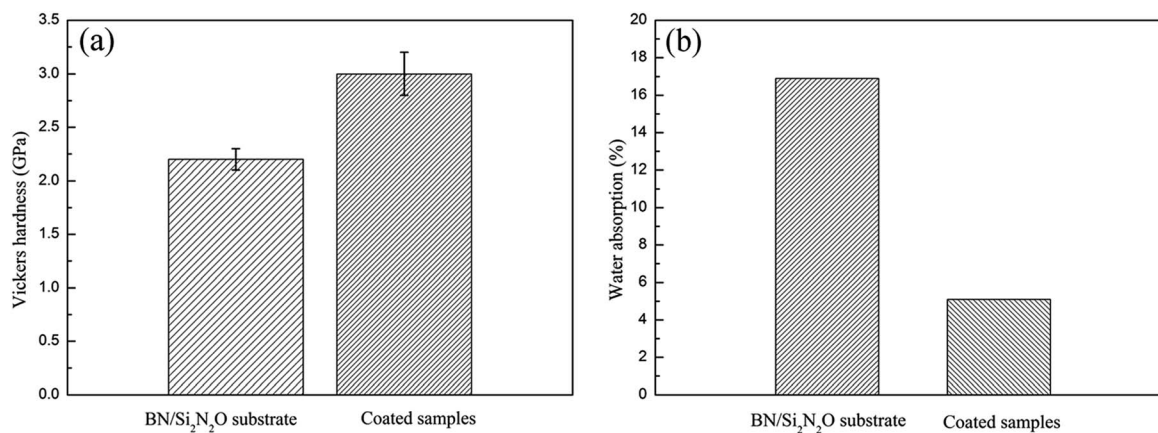 (a)
3.5
3.0
2.5
2.0
1.5
1.0
0.5
0.0
Vickers hardness (GPa)
BN/Si₂N₂O substrate
Coated samples
(b)
20
18
16
14
12
10
8
6
4
2
0
Water absorption (%)
BN/Si₂N₂O substrate
Coated samples